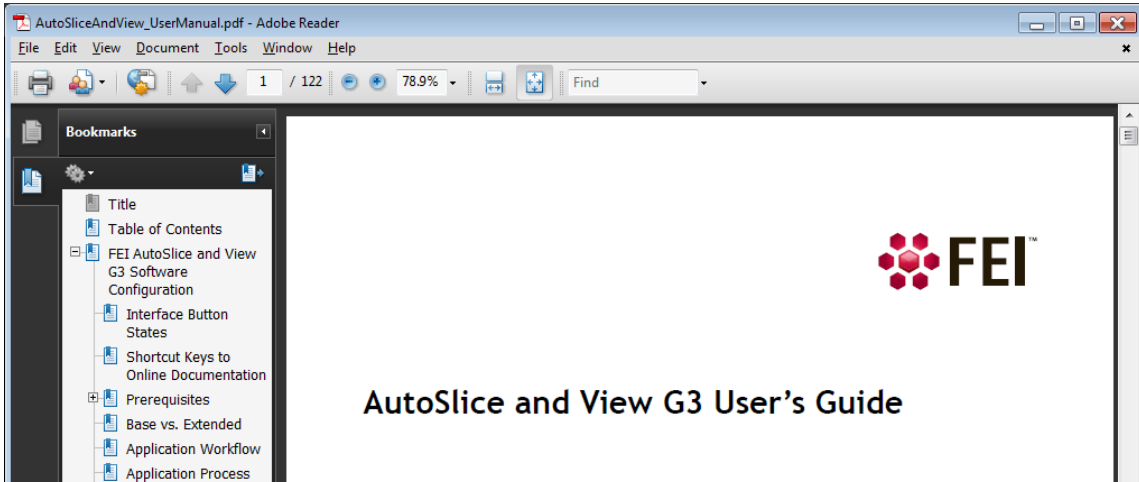 AutoSliceAndView_UserManual.pdf - Adobe Reader
File Edit View Document Tools Window Help
1 / 122 78.9% Find
Bookmarks
Title
Table of Contents
FEI AutoSlice and View
G3 Software
Configuration
Interface Button
States
Shortcut Keys to
Online Documentation
Prerequisites
Base vs. Extended
Application Workflow
Application Process
FEI™
AutoSlice and View G3 User's Guide